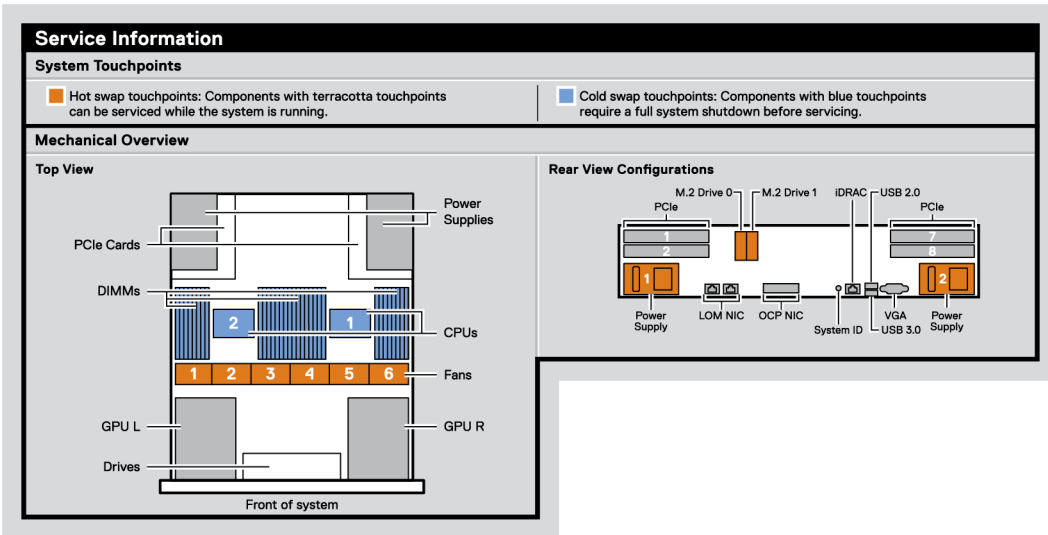 Service Information
System Touchpoints
Hot swap touchpoints: Components with terracotta touchpoints
can be serviced while the system is running.
Cold swap touchpoints: Components with blue touchpoints
require a full system shutdown before servicing.
Mechanical Overview
Top View
Power
Supplies
PCIe Cards
DIMMs
2
1
CPUs
1
2
3
4
5
6
Fans
GPU L
GPU R
Drives
Front of system
Rear View Configurations
M.2 Drive 0
M.2 Drive 1
iDRAC
USB 2.0
PCIe
PCIe
1
2
7
8
1
2
Power
Supply
LOM NIC
OCP NIC
System ID
VGA
USB 3.0
Power
Supply